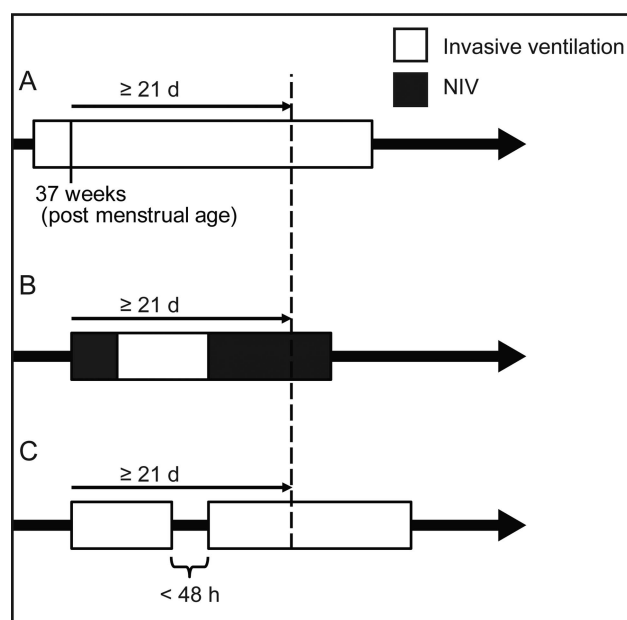 Invasive ventilation
NIV
A
≥ 21 d
37 weeks
(post menstrual age)
B
≥ 21 d
C
≥ 21 d
< 48 h